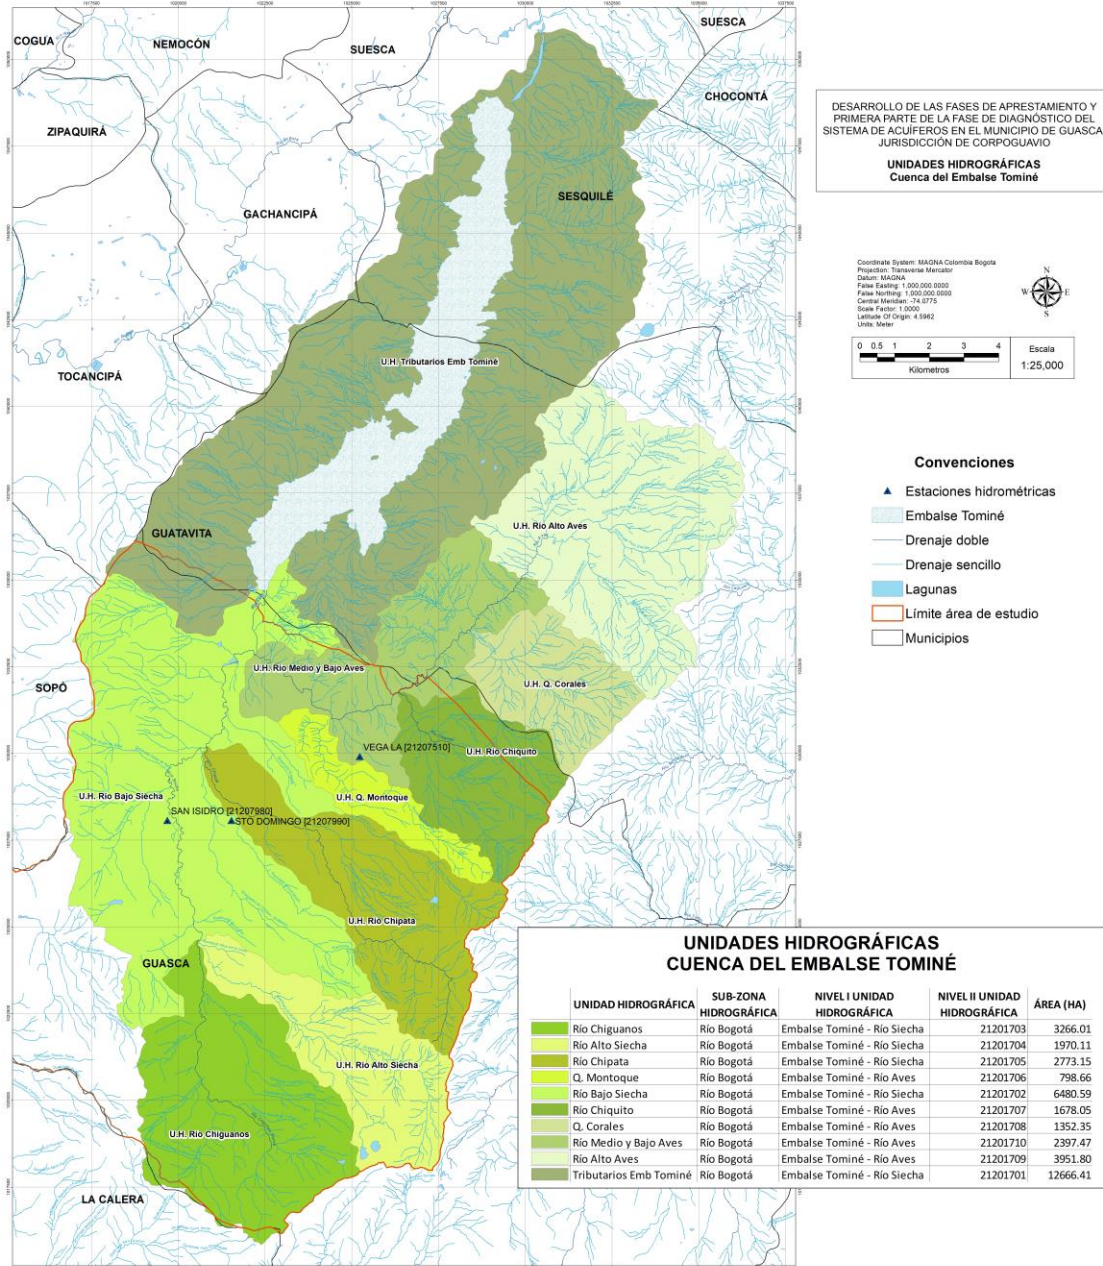 COGUA
NEMOCÓN
SUESCA
SUESCA
CHOCONTÁ
ZIPAQUIRÁ
SESQUILÉ
GACHANCIPÁ
U.H. Tributarios Emb Tominé
TOCANCIPÁ
U.H. Río Alto Aves
GUATAVITA
U.H. Río Medio y Bajo Aves
U.H. Q. Corales
SOPÓ
VEGA LA [21207510]
U.H. Río Chiquito
U.H. Río Bajo Siecha
U.H. Q. Montoque
SAN ISIDRO [21207980]
STO DOMINGO [21207990]
U.H. Río Chipata
GUASCA
U.H. Río Alto Siecha
U.H. Río Chiguanos
LA CALERA
DESARROLLO DE LAS FASES DE APRESTAMIENTO Y
PRIMERA PARTE DE LA FASE DE DIAGNÓSTICO DEL
SISTEMA DE ACUÍFEROS EN EL MUNICIPIO DE GUASCA
JURISDICCIÓN DE CORPOGUAVIO
UNIDADES HIDROGRÁFICAS
Cuenca del Embalse Tominé
Coordinate System: MAGNA Colombia Bogota
Projection: Transverse Mercator
Datum: MAGNA
False Easting: 1,000,000.0000
False Northing: 1,000,000.0000
Central Meridian: -74.0775
Scale Factor: 1.0000
Latitude Of Origin: 4.5962
Units: Meter
N
W E
S
0 0.5 1 2 3 4
Kilometros
Escala
1:25,000
Convenciones
Estaciones hidrométricas
Embalse Tominé
Drenaje doble
Drenaje sencillo
Lagunas
Límite área de estudio
Municipios
UNIDADES HIDROGRÁFICAS
CUENCA DEL EMBALSE TOMINÉ
UNIDAD HIDROGRÁFICA SUB-ZONA HIDROGRÁFICA NIVEL I UNIDAD HIDROGRÁFICA NIVEL II UNIDAD HIDROGRÁFICA ÁREA (HA)
Río Chiguanos Río Bogotá Embalse Tominé - Río Siecha 21201703 3266.01
Río Alto Siecha Río Bogotá Embalse Tominé - Río Siecha 21201704 1970.11
Río Chipata Río Bogotá Embalse Tominé - Río Siecha 21201705 2773.15
Q. Montoque Río Bogotá Embalse Tominé - Río Aves 21201706 798.66
Río Bajo Siecha Río Bogotá Embalse Tominé - Río Siecha 21201702 6480.59
Río Chiquito Río Bogotá Embalse Tominé - Río Aves 21201707 1678.05
Q. Corales Río Bogotá Embalse Tominé - Río Aves 21201708 1352.35
Río Medio y Bajo Aves Río Bogotá Embalse Tominé - Río Aves 21201710 2397.47
Río Alto Aves Río Bogotá Embalse Tominé - Río Aves 21201709 3951.80
Tributarios Emb Tominé Río Bogotá Embalse Tominé - Río Siecha 21201701 12666.41